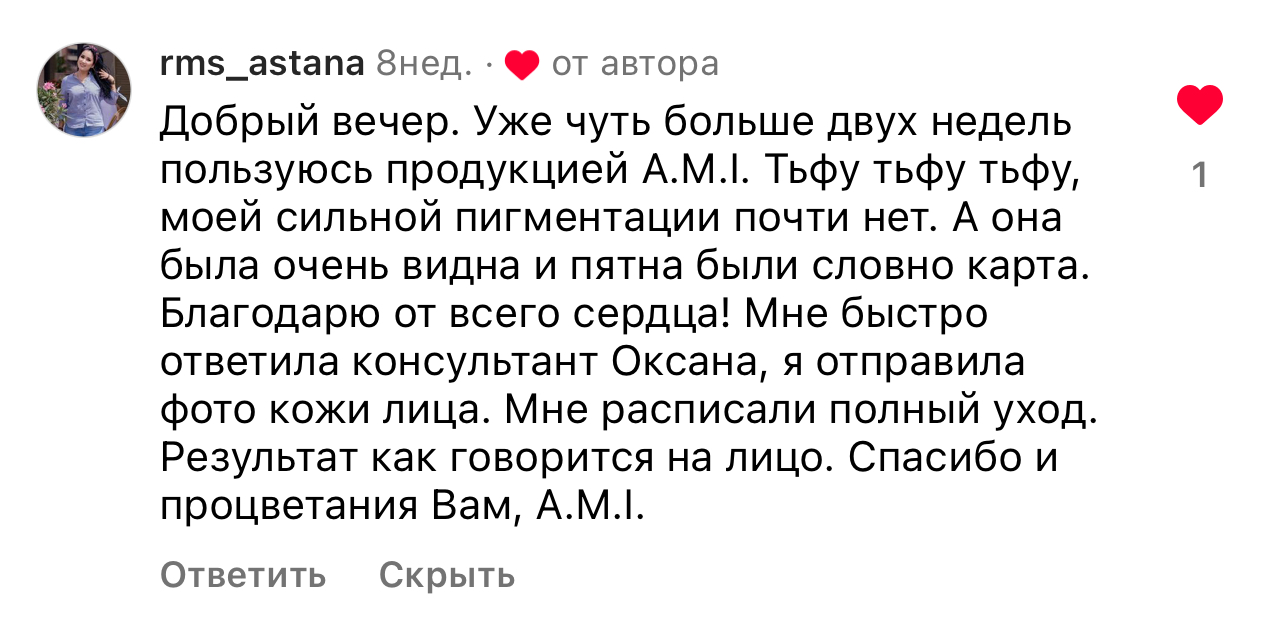 rms_astana 8нед. · ❤ от автора
Добрый вечер. Уже чуть больше двух недель
пользуюсь продукцией A.M.I. Тьфу тьфу тьфу,
моей сильной пигментации почти нет. А она
была очень видна и пятна были словно карта.
Благодарю от всего сердца! Мне быстро
ответила консультант Оксана, я отправила
фото кожи лица. Мне расписали полный уход.
Результат как говорится на лицо. Спасибо и
процветания Вам, A.M.I.
1
Ответить Скрыть